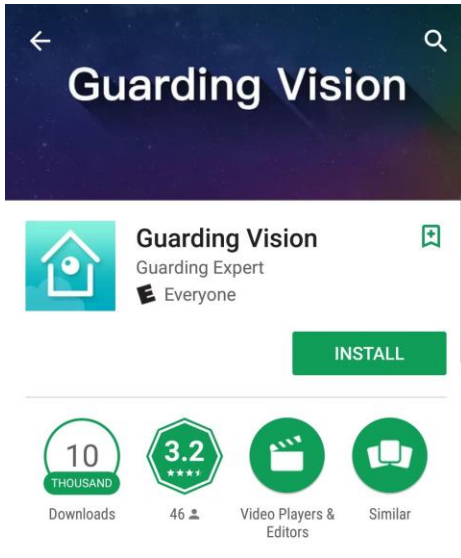 Guarding Vision
Guarding Vision
Guarding Expert
E Everyone
INSTALL
10
THOUSAND
Downloads
3.2
46
Video Players &
Editors
Similar